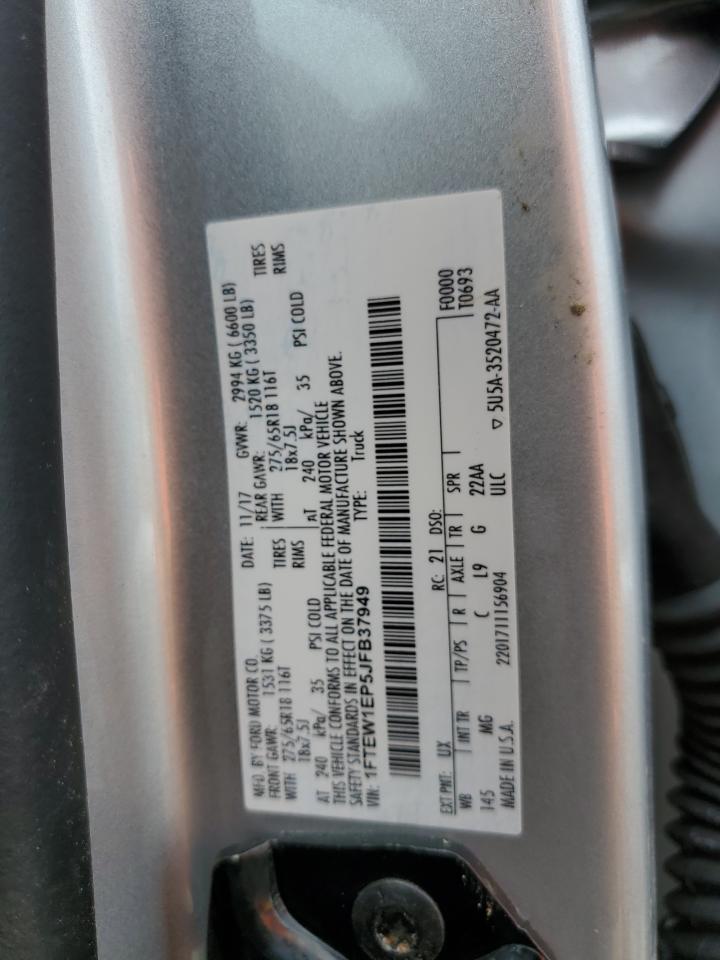 MFD BY FORD MOTOR CO. DATE: 11/17 GVWR: 2994 KG ( 6600 LB)
FRONT GAWR: 1531 KG ( 3375 LB) REAR GAWR: 1520 KG ( 3350 LB)
WITH 275/65R18 116T TIRES WITH 275/65R18 116T TIRES
18x7.5J RIMS 18x7.5J RIMS
AT 240 kPa/ 35 PSI COLD AT 240 kPa/ 35 PSI COLD
THIS VEHICLE CONFORMS TO ALL APPLICABLE FEDERAL MOTOR VEHICLE
SAFETY STANDARDS IN EFFECT ON THE DATE OF MANUFACTURE SHOWN ABOVE.
VIN: 1FTEW1EP5JFB37949 TYPE: Truck
EXT PNT: UX RC: 21 DSO: F0000
WB INT TR TP/PS R AXLE TR SPR T0693
145 MG C L9 G 22AA
MADE IN U.S.A. 2201711156904 ULC ▽ 5U5A-3520472-AA